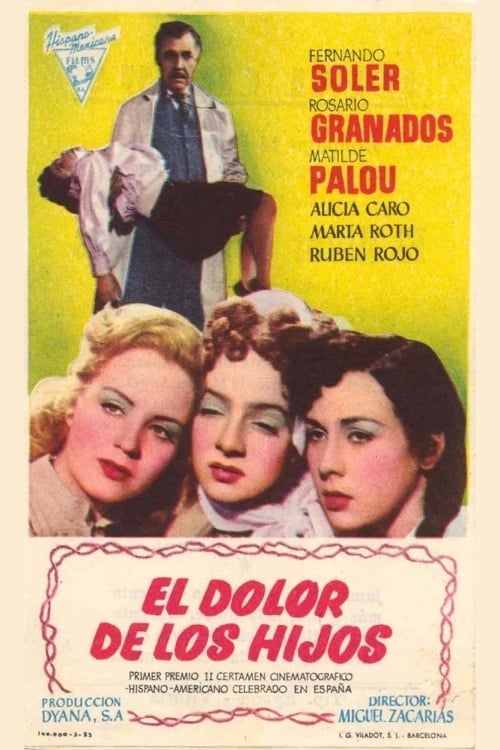 Hispano-
Mexicana
FILMS
FERNANDO
SOLER
ROSARIO
GRANADOS
MATILDE
PALOU
ALICIA CARO
MARTA ROTH
RUBEN ROJO
EL DOLOR
DE LOS HIJOS
PRIMER PREMIO II CERTAMEN CINEMATOGRAFICO
-HISPANO-AMERICANO CELEBRADO EN ESPAÑA
PRODUCCION
DYANA, S.A
DIRECTOR:
MIGUEL ZACARIAS
I. G. VILADOT, S. L. - BARCELONA